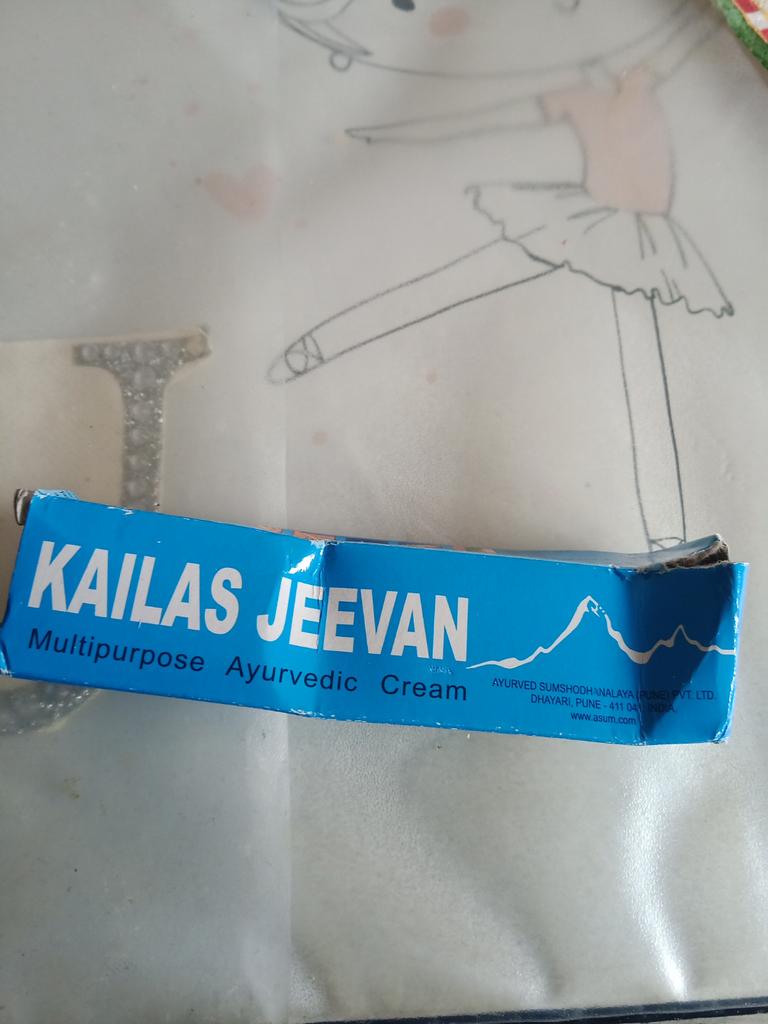 J
KAILAS JEEVAN
Multipurpose Ayurvedic Cream
AYURVED SUMSHODHANALAYA (PUNE) PVT. LTD.
DHAYARI, PUNE - 411 041, INDIA.
www.asum.com